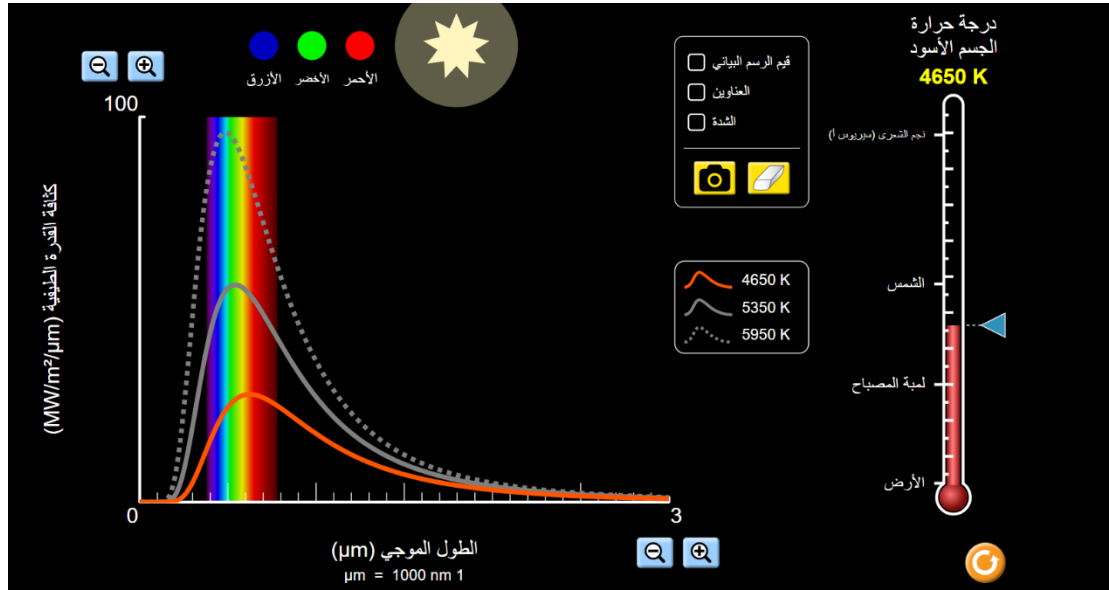 درجة حرارة
الجسم الأسود
4650 K
الأحمر
الأخضر
الأزرق
قيم الرسم البياني
العناوين
الشدة
100
كثافة القدرة الطيفية (MW/m²/µm)
4650 K
5350 K
5950 K
نجم الشعرى (سيريوس أ)
الشمس
لمبة المصباح
الأرض
0
3
الطول الموجي (µm)
µm = 1000 nm 1